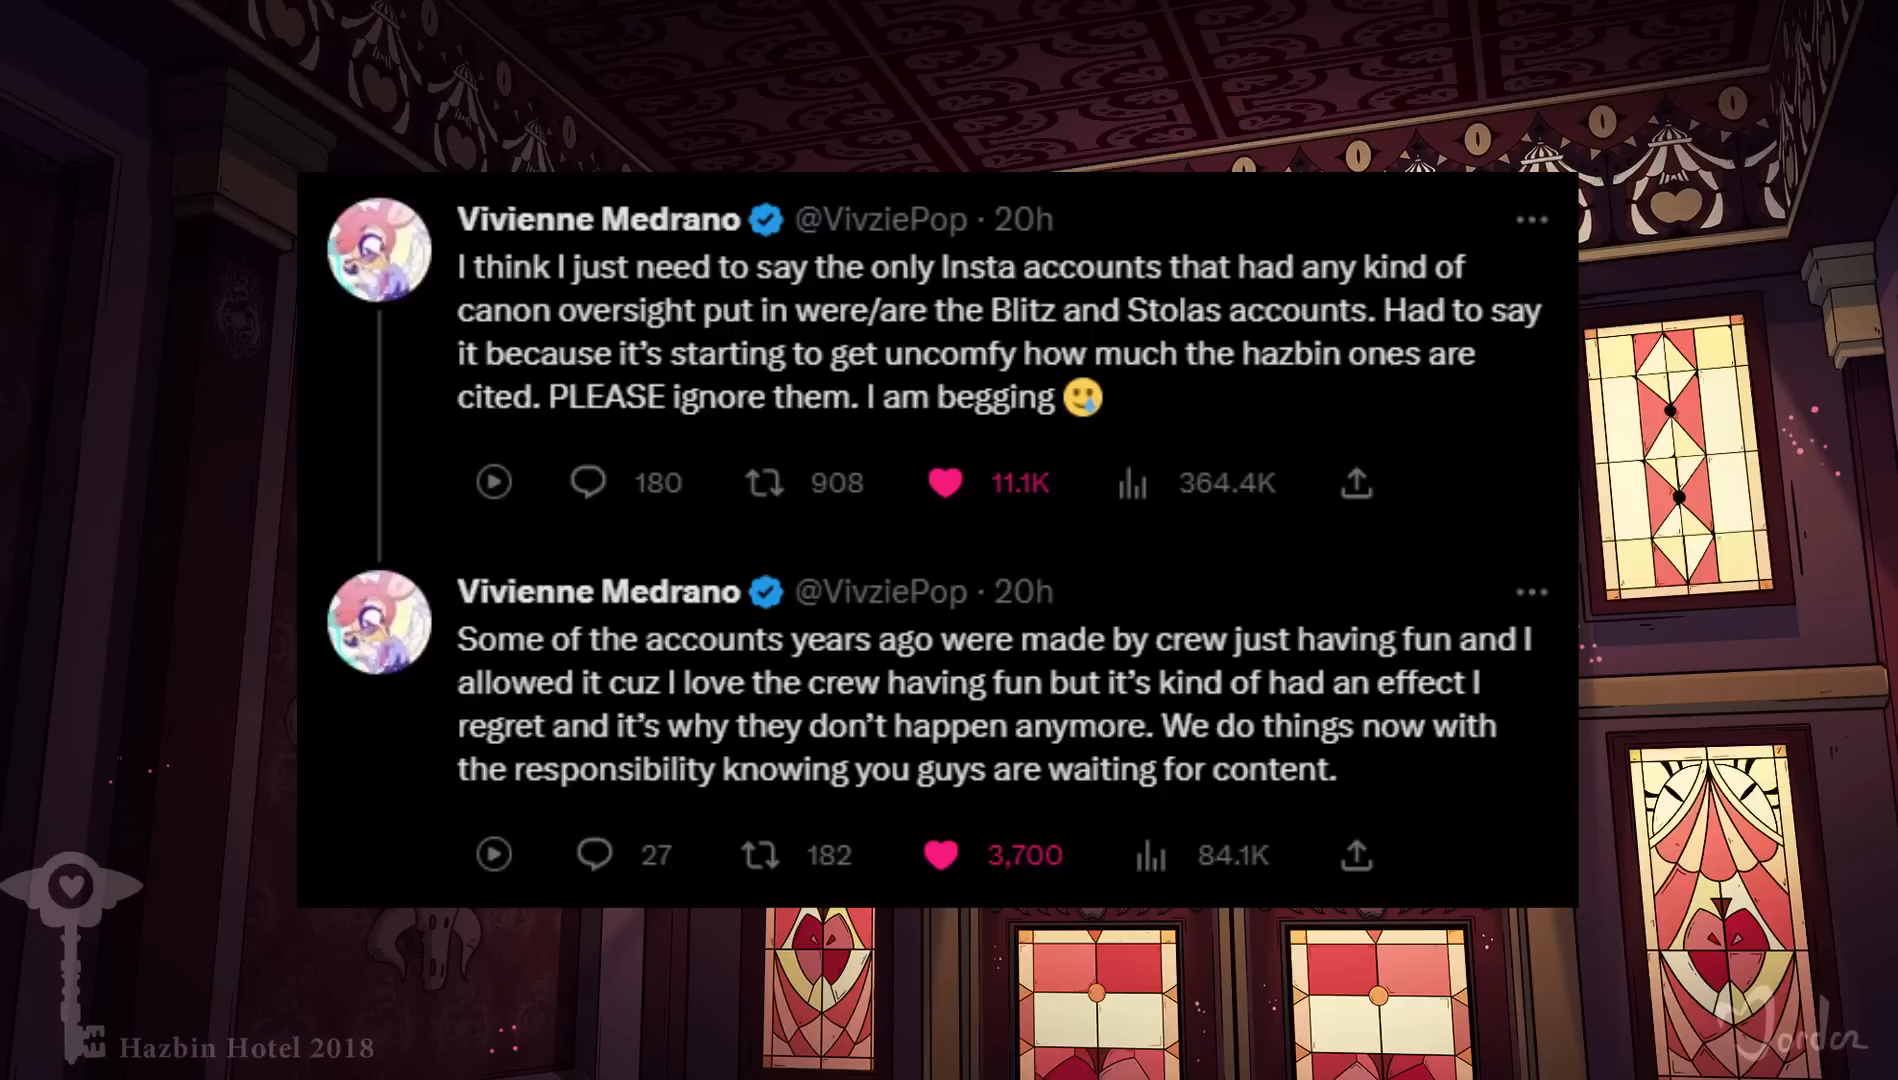 Vivienne Medrano @VivziePop · 20h
I think I just need to say the only Insta accounts that had any kind of
canon oversight put in were/are the Blitz and Stolas accounts. Had to say
it because it’s starting to get uncomfy how much the hazbin ones are
cited. PLEASE ignore them. I am begging 🥲
180 908 11.1K 364.4K
Vivienne Medrano @VivziePop · 20h
Some of the accounts years ago were made by crew just having fun and I
allowed it cuz I love the crew having fun but it’s kind of had an effect I
regret and it’s why they don’t happen anymore. We do things now with
the responsibility knowing you guys are waiting for content.
27 182 3,700 84.1K
Hazbin Hotel 2018